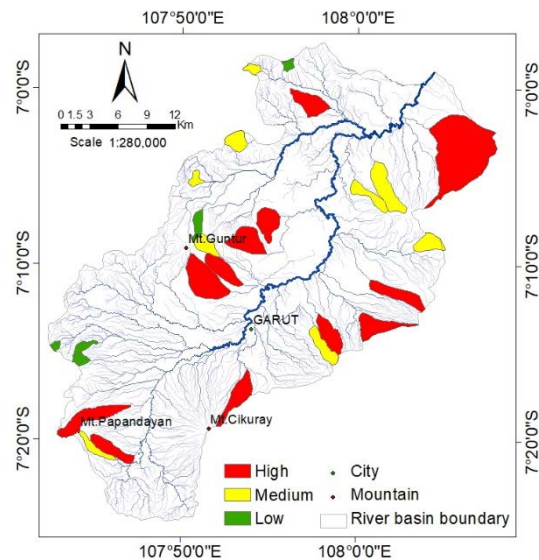 107°50'0"E 108°0'0"E
N
0 1.5 3 6 9 12
Km
Scale 1:280,000
7°0'0"S 7°0'0"S
Mt.Guntur
7°10'0"S 7°10'0"S
GARUT
Mt.Papandayan
Mt.Cikuray
7°20'0"S 7°20'0"S
High City
Medium Mountain
Low River basin boundary
107°50'0"E 108°0'0"E